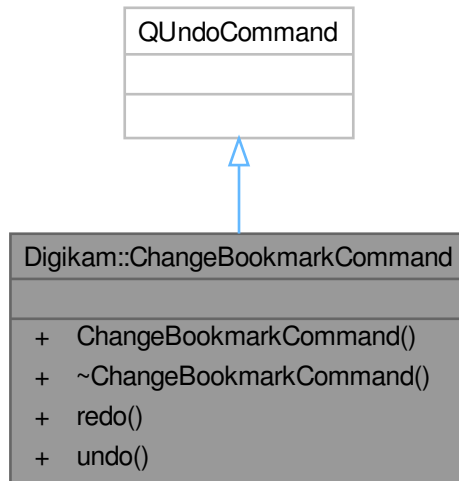 QUndoCommand
Digikam::ChangeBookmarkCommand
+ ChangeBookmarkCommand()
+ ~ChangeBookmarkCommand()
+ redo()
+ undo()